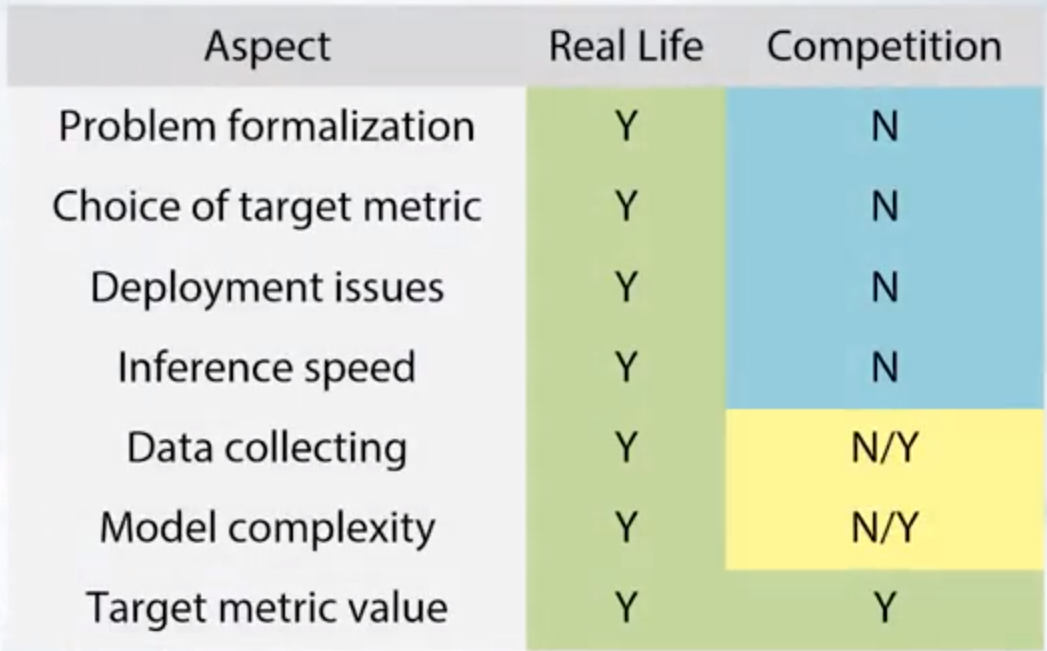 Aspect Real Life Competition
Problem formalization Y N
Choice of target metric Y N
Deployment issues Y N
Inference speed Y N
Data collecting Y N/Y
Model complexity Y N/Y
Target metric value Y Y